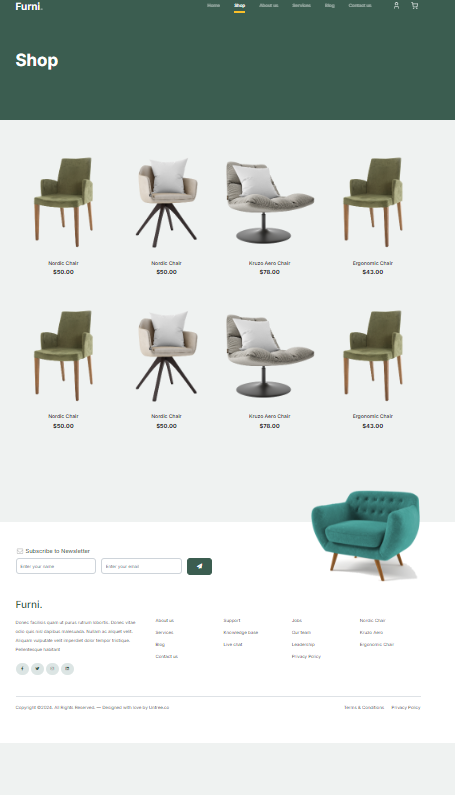 Furni.
Home Shop About us Services Blog Contact us
Shop
Nordic Chair
$50.00
Nordic Chair
$50.00
Kruzo Aero Chair
$78.00
Ergonomic Chair
$43.00
Nordic Chair
$50.00
Nordic Chair
$50.00
Kruzo Aero Chair
$78.00
Ergonomic Chair
$43.00
Subscribe to Newsletter
Enter your name
Enter your email
Furni.
Donec facilisis quam ut purus rutrum lobortis. Donec vitae
odio quis nisl dapibus malesuada. Nullam ac aliquet velit.
Aliquam vulputate velit imperdiet dolor tempor tristique.
Pellentesque habitant
About us
Services
Blog
Contact us
Support
Knowledge base
Live chat
Jobs
Our team
Leadership
Privacy Policy
Nordic Chair
Kruzo Aero
Ergonomic Chair
Copyright ©2024. All Rights Reserved. — Designed with love by Untree.co
Terms & Conditions Privacy Policy